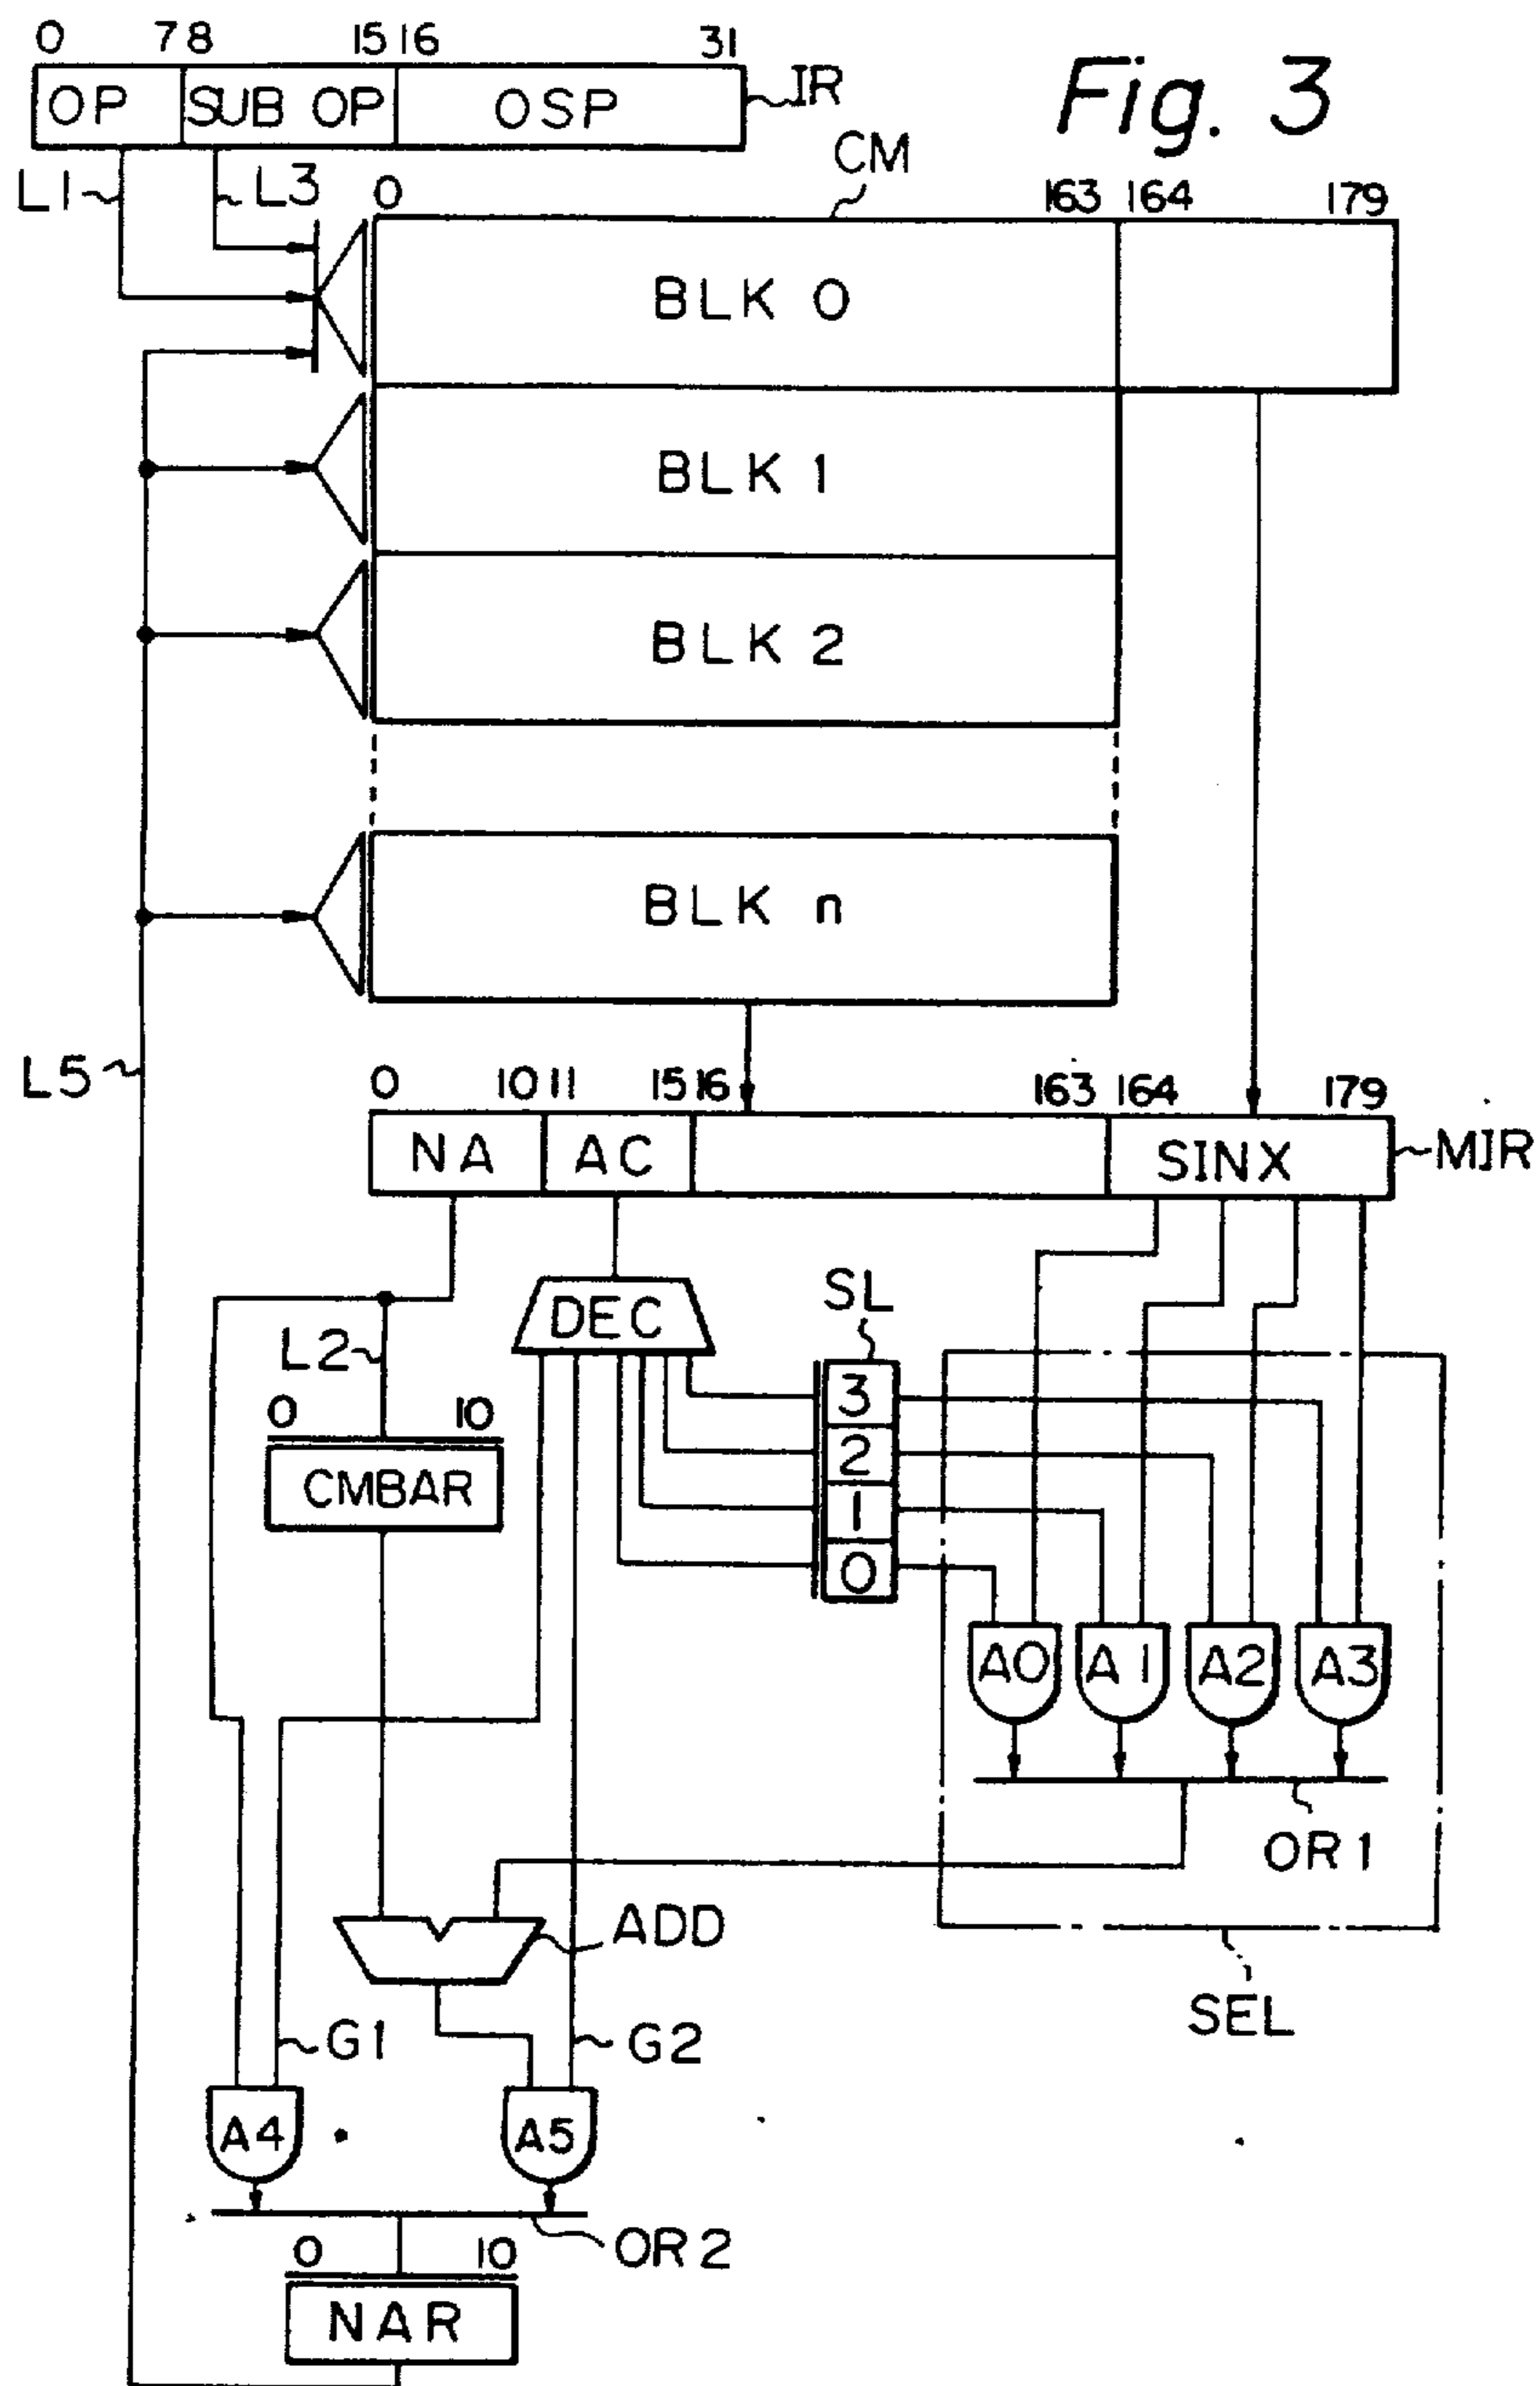 Fig. 3
0 7 8 15 16 31
OP SUB OP OSP IR
L1 L3 CM
0 163 164 179
BLK 0
BLK 1
BLK 2
BLK n
L5
0 10 11 15 16 163 164 179
NA AC SINX MIR
DEC SL
L2
0 10
CMBAR
3
2
1
0
A0 A1 A2 A3
OR1
ADD
SEL
G1 G2
A4 A5
OR2
0 10
NAR